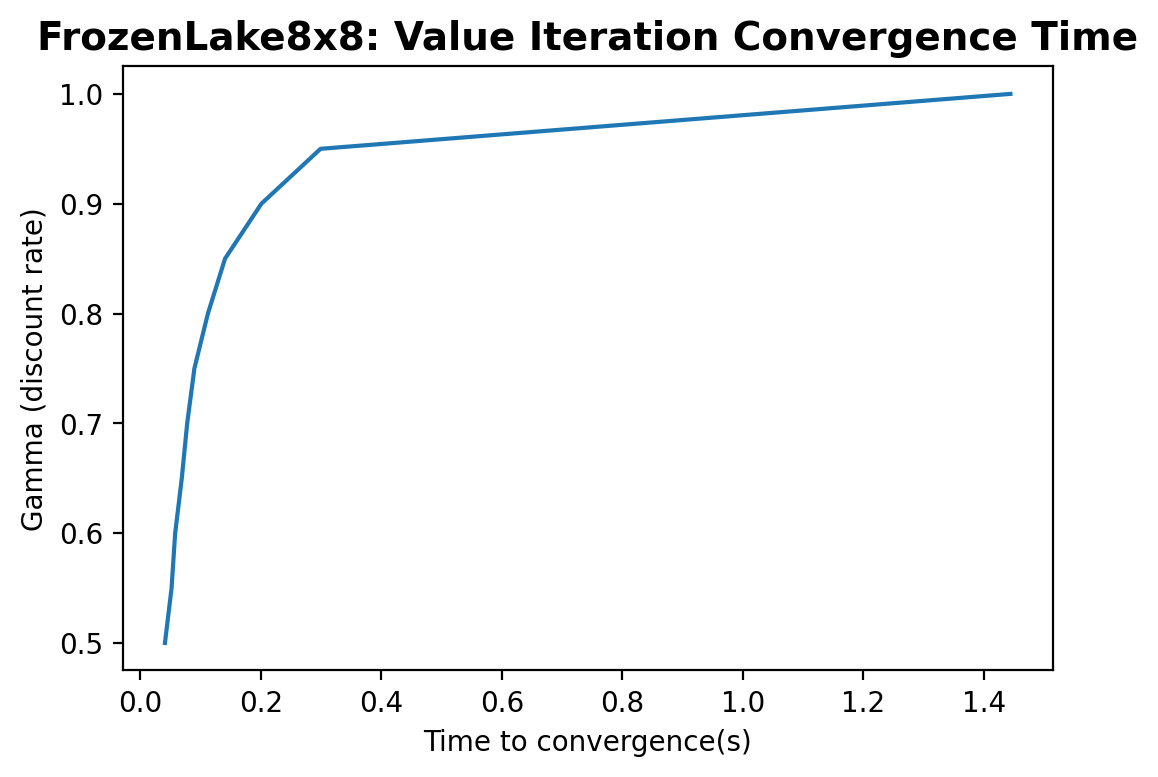 FrozenLake8x8: Value Iteration Convergence Time
1.0
0.9
0.8
0.7
0.6
0.5
Gamma (discount rate)
0.0 0.2 0.4 0.6 0.8 1.0 1.2 1.4
Time to convergence(s)